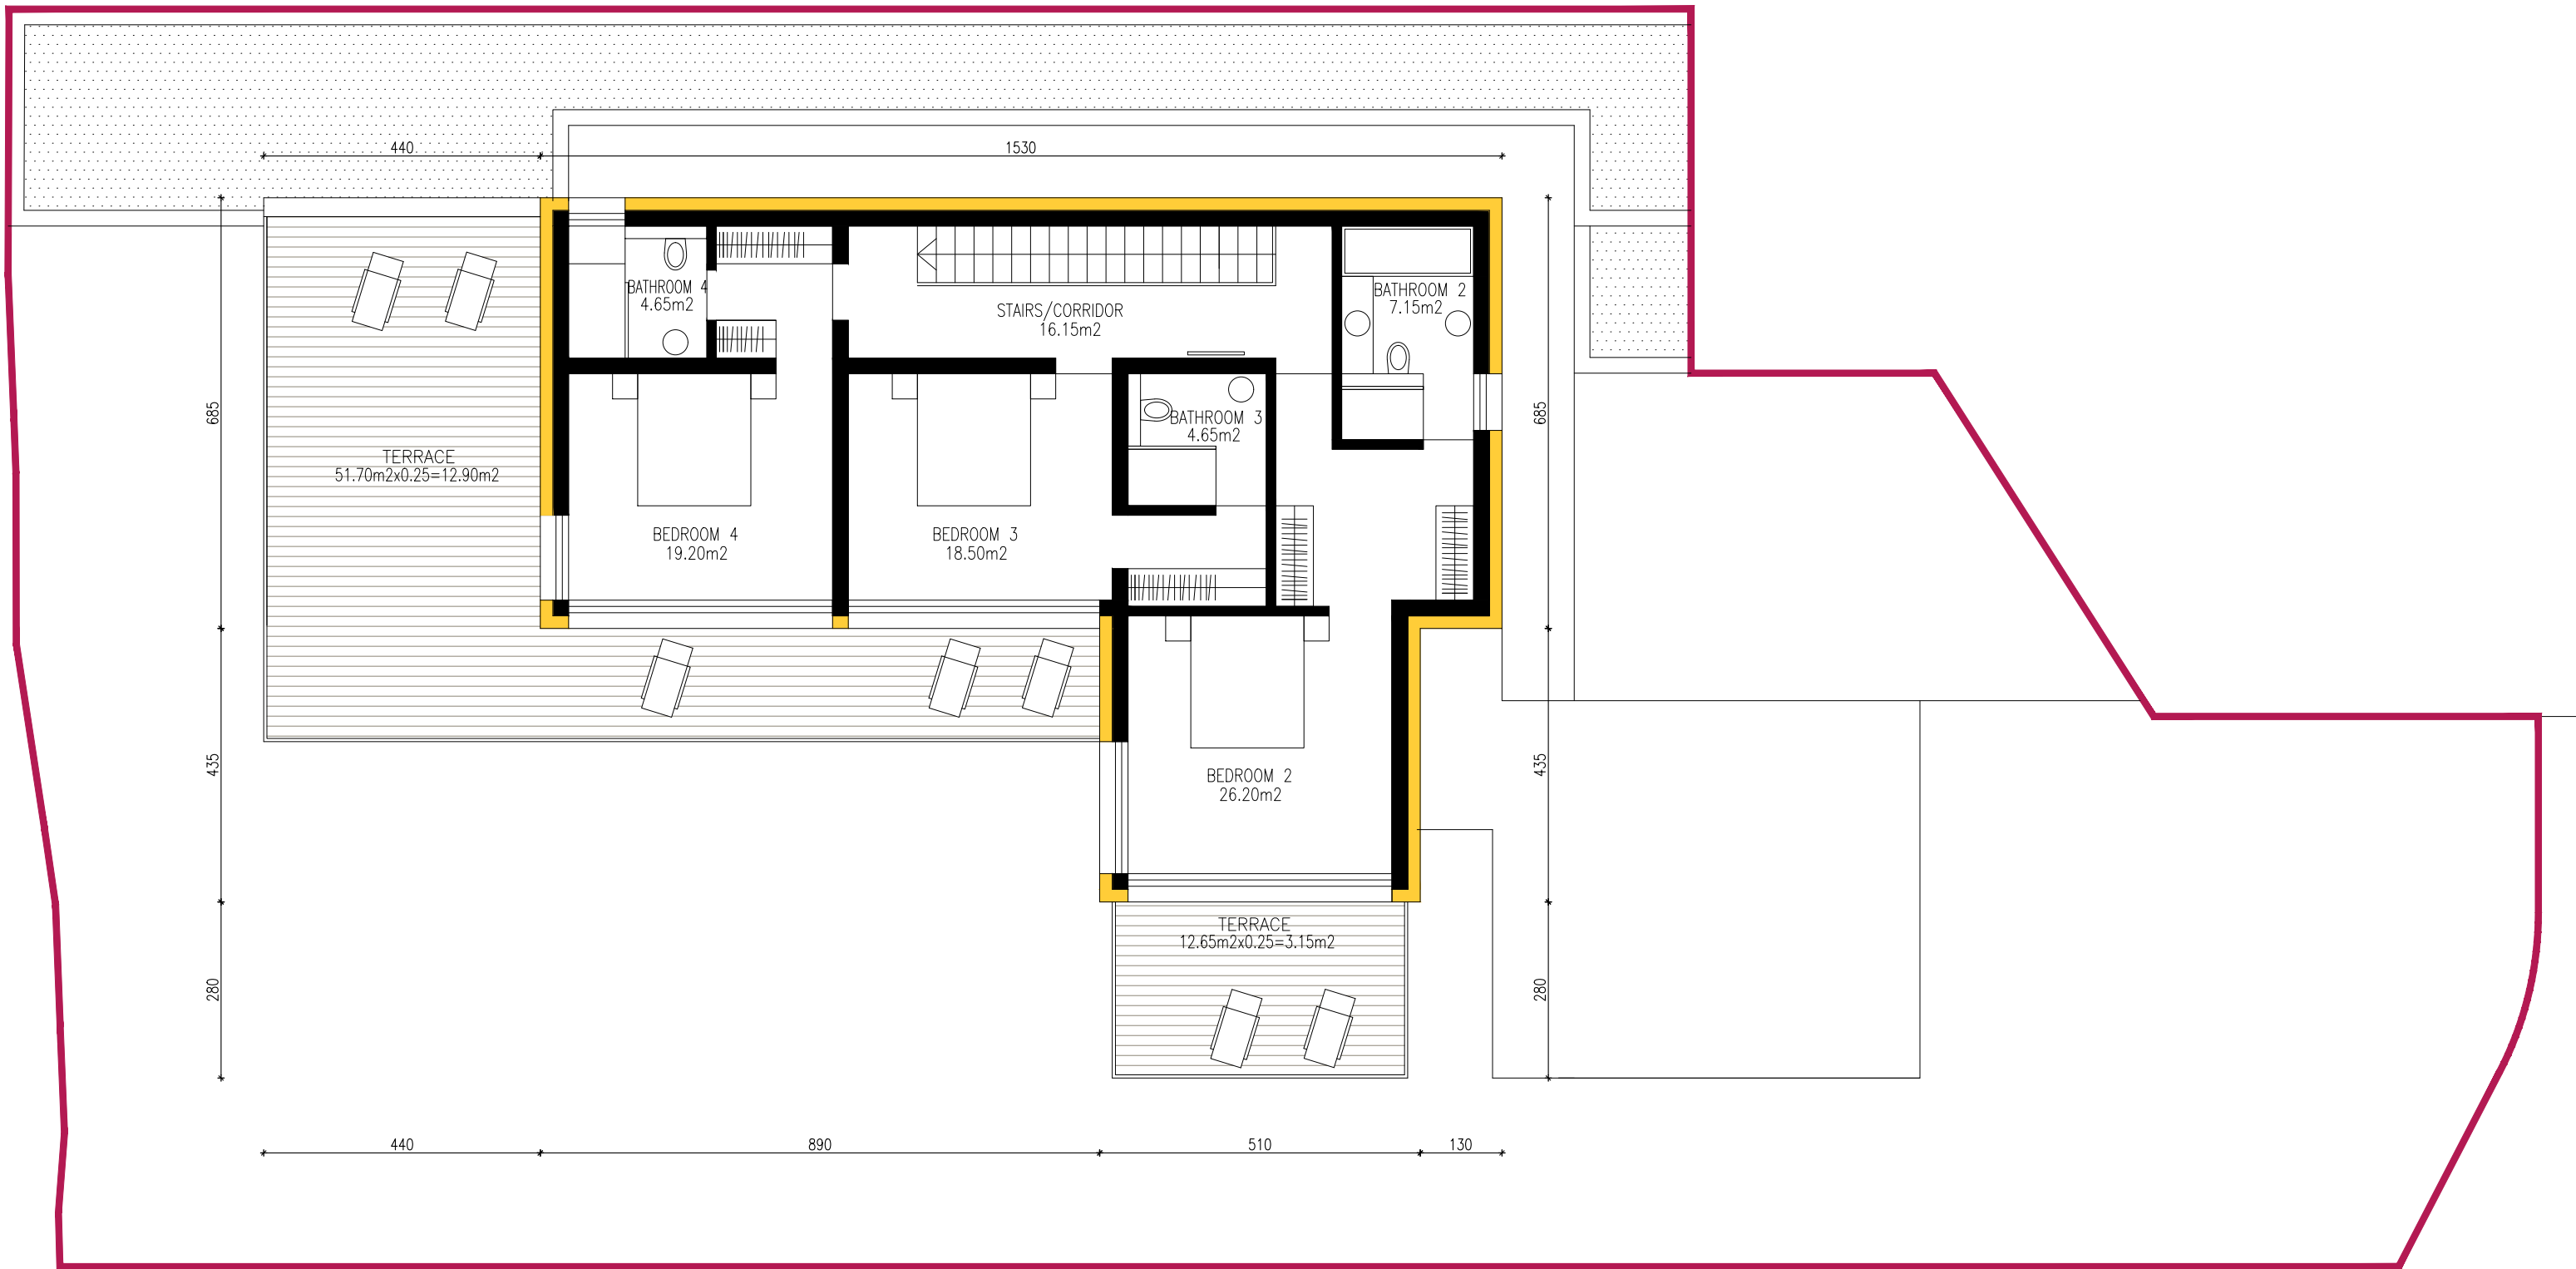 440
1530
BATHROOM 4
4.65m2
BATHROOM 2
7.15m2
STAIRS/CORRIDOR
16.15m2
685
685
BATHROOM 3
4.65m2
TERRACE
51.70m2x0.25=12.90m2
BEDROOM 4
19.20m2
BEDROOM 3
18.50m2
435
435
BEDROOM 2
26.20m2
TERRACE
12.65m2x0.25=3.15m2
280
280
440
890
510
130